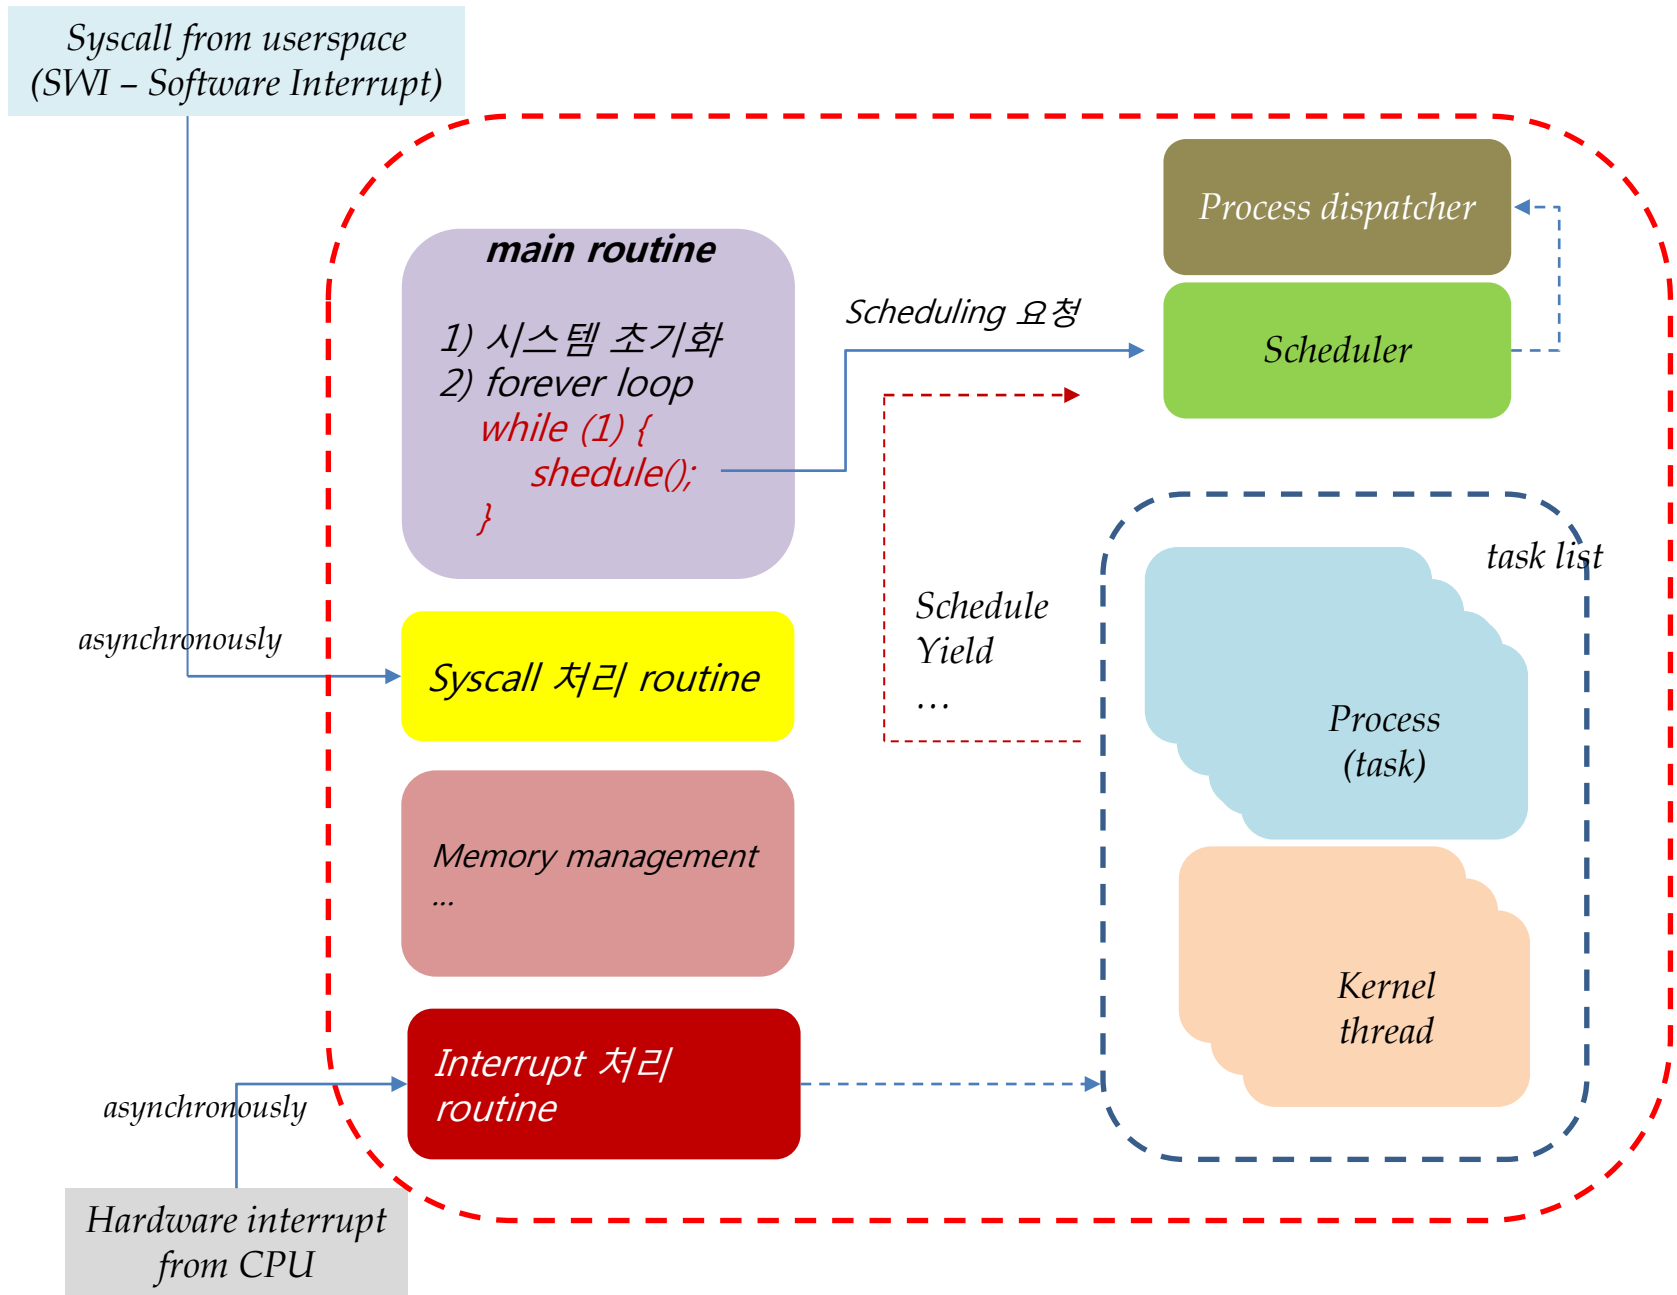 Syscall from userspace
(SWI – Software Interrupt)
Process dispatcher
main routine
1) 시스템 초기화
2) forever loop
while (1) {
shedule();
}
Scheduling 요청
Scheduler
task list
asynchronously
Syscall 처리 routine
Schedule
Yield
...
Process
(task)
Memory management
...
Kernel
thread
Interrupt 처리
routine
asynchronously
Hardware interrupt
from CPU